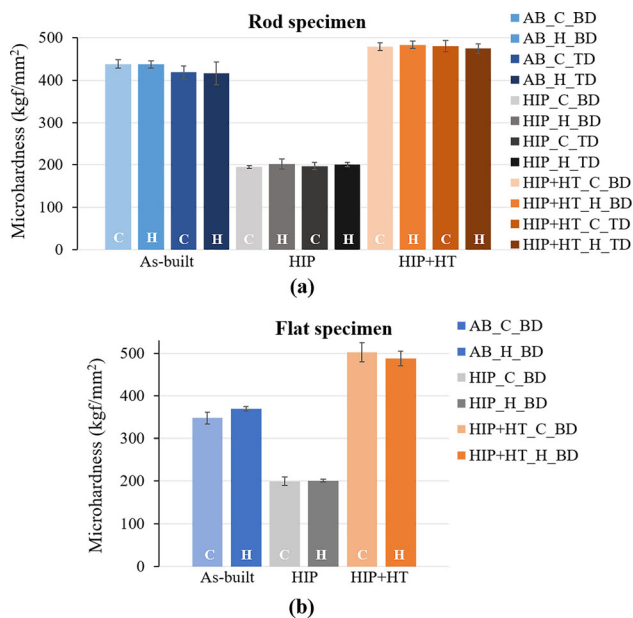 Rod specimen
Microhardness (kgf/mm²)
500
400
300
200
100
0
C H C H C H C H C H C H
As-built HIP HIP+HT
AB_C_BD
AB_H_BD
AB_C_TD
AB_H_TD
HIP_C_BD
HIP_H_BD
HIP_C_TD
HIP_H_TD
HIP+HT_C_BD
HIP+HT_H_BD
HIP+HT_C_TD
HIP+HT_H_TD
(a)
Flat specimen
Microhardness (kgf/mm²)
500
400
300
200
100
0
C H C H C H
As-built HIP HIP+HT
AB_C_BD
AB_H_BD
HIP_C_BD
HIP_H_BD
HIP+HT_C_BD
HIP+HT_H_BD
(b)